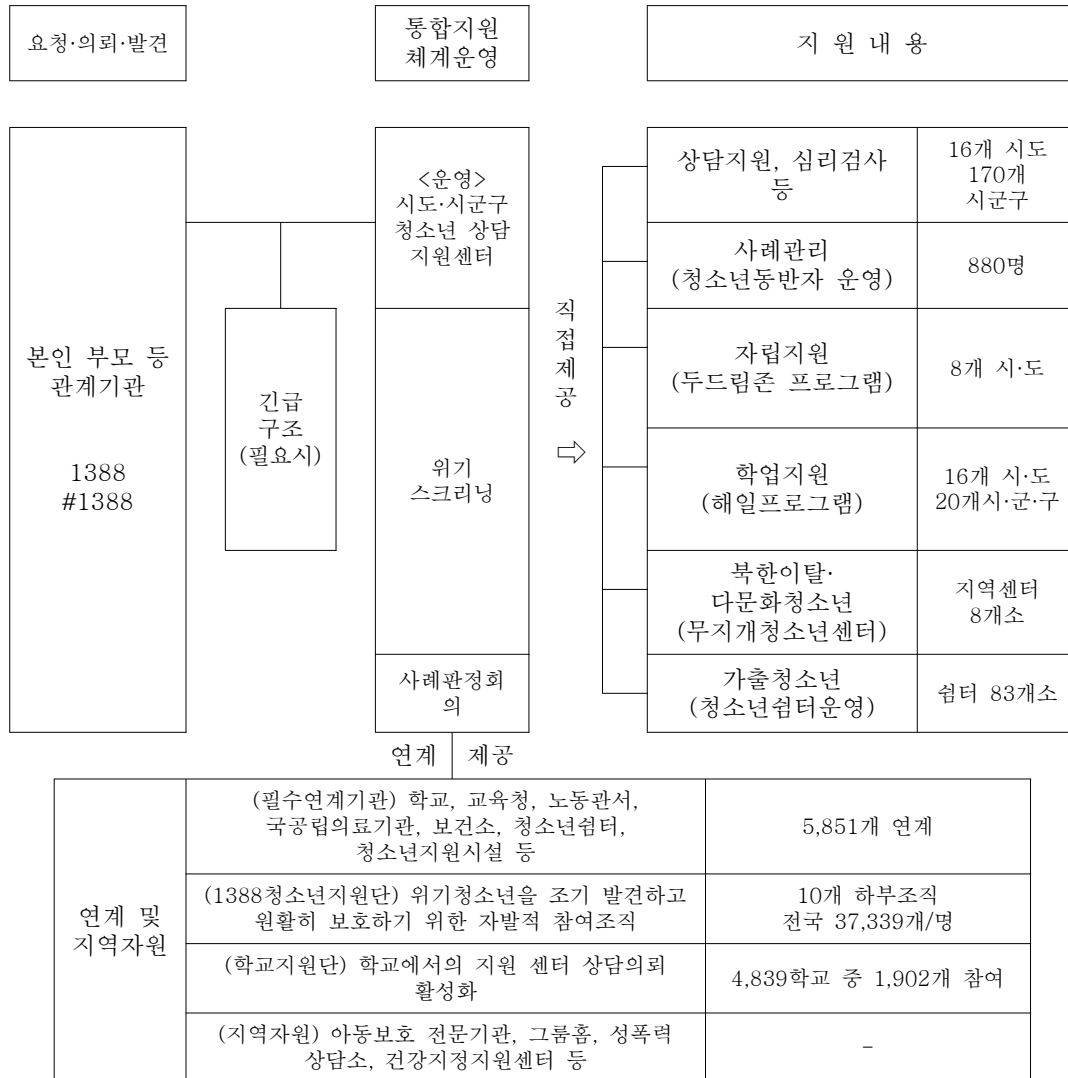 요청·의뢰·발견
통합지원
체계운영
지 원 내 용
본인 부모 등
관계기관
1388
#1388
긴급
구조
(필요시)
<운영>
시도·시군구
청소년 상담
지원센터
위기
스크리닝
사례판정회
의
직
접
제
공
⇨
상담지원, 심리검사
등
16개 시도
170개
시군구
사례관리
(청소년동반자 운영)
880명
자립지원
(두드림존 프로그램)
8개 시·도
학업지원
(해일프로그램)
16개 시·도
20개시·군·구
북한이탈·
다문화청소년
(무지개청소년센터)
지역센터
8개소
가출청소년
(청소년쉼터운영)
쉼터 83개소
연계 제공
연계 및
지역자원
(필수연계기관) 학교, 교육청, 노동관서,
국공립의료기관, 보건소, 청소년쉼터,
청소년지원시설 등
5,851개 연계
(1388청소년지원단) 위기청소년을 조기 발견하고
원활히 보호하기 위한 자발적 참여조직
10개 하부조직
전국 37,339개/명
(학교지원단) 학교에서의 지원 센터 상담의뢰
활성화
4,839학교 중 1,902개 참여
(지역자원) 아동보호 전문기관, 그룹홈, 성폭력
상담소, 건강지정지원센터 등
-